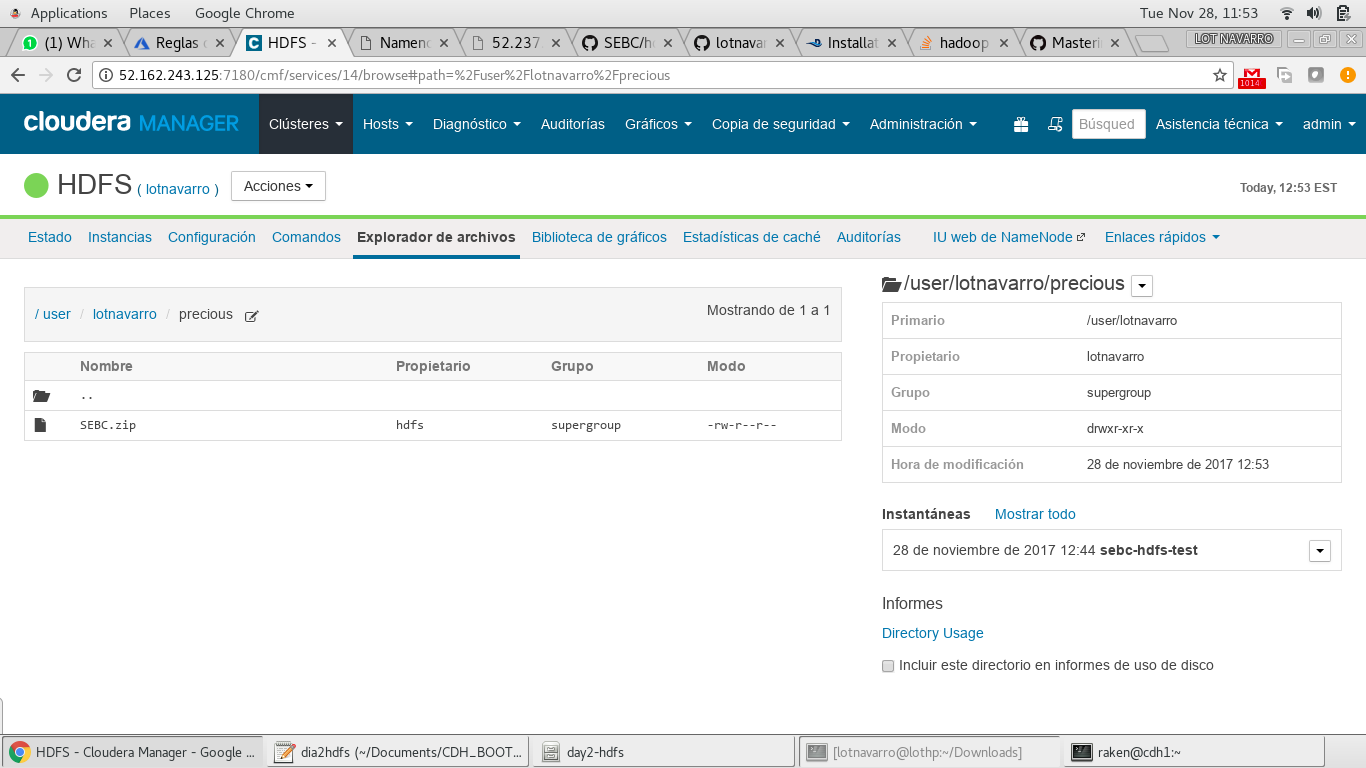 Applications Places Google Chrome Tue Nov 28, 11:53
(1) Wha Reglas d HDFS - Namenc 52.237. SEBC/h lotnavar Installat hadoop Masterin LOT NAVARRO
52.162.243.125:7180/cmf/services/14/browse#path=%2Fuser%2Flotnavarro%2Fprecious 1014
cloudera MANAGER Clústeres Hosts Diagnóstico Auditorías Gráficos Copia de seguridad Administración Búsqued Asistencia técnica admin
HDFS ( lotnavarro ) Acciones Today, 12:53 EST
Estado Instancias Configuración Comandos Explorador de archivos Biblioteca de gráficos Estadísticas de caché Auditorías IU web de NameNode Enlaces rápidos
/ user / lotnavarro / precious Mostrando de 1 a 1
Nombre Propietario Grupo Modo
..
SEBC.zip hdfs supergroup -rw-r--r--
/user/lotnavarro/precious
Primario /user/lotnavarro
Propietario lotnavarro
Grupo supergroup
Modo drwxr-xr-x
Hora de modificación 28 de noviembre de 2017 12:53
Instantáneas Mostrar todo
28 de noviembre de 2017 12:44 sebc-hdfs-test
Informes
Directory Usage
Incluir este directorio en informes de uso de disco
HDFS - Cloudera Manager - Google ... dia2hdfs (~/Documents/CDH_BOOT... day2-hdfs [lotnavarro@lothp:~/Downloads] raken@cdh1:~